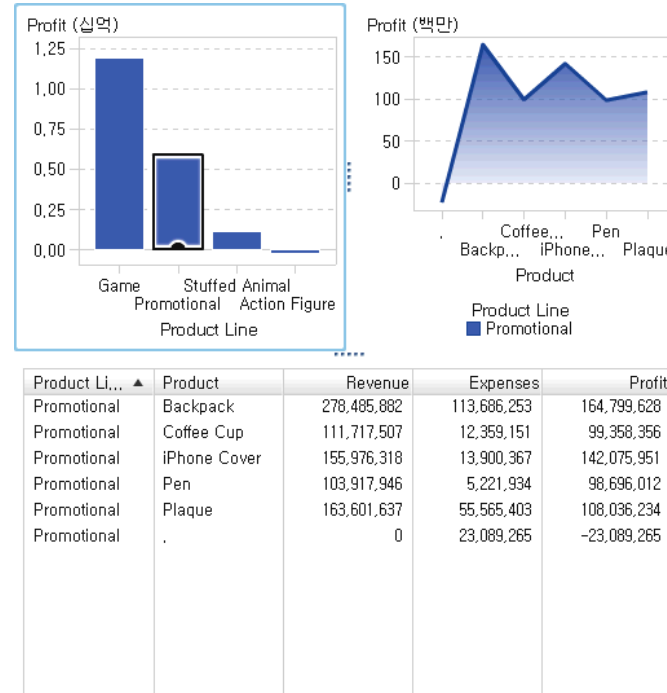 Profit (십억)
1,25
1,00
0,75
0,50
0,25
0,00
Game
Stuffed Animal
Promotional
Action Figure
Product Line
Profit (백만)
150
100
50
0
.
Coffee...
Pen
Backp...
iPhone...
Plaque
Product
Product Line
Promotional
Product Li... ▲ Product Revenue Expenses Profit
Promotional Backpack 278,485,882 113,686,253 164,799,628
Promotional Coffee Cup 111,717,507 12,359,151 99,358,356
Promotional iPhone Cover 155,976,318 13,900,367 142,075,951
Promotional Pen 103,917,946 5,221,934 98,696,012
Promotional Plaque 163,601,637 55,565,403 108,036,234
Promotional . 0 23,089,265 -23,089,265